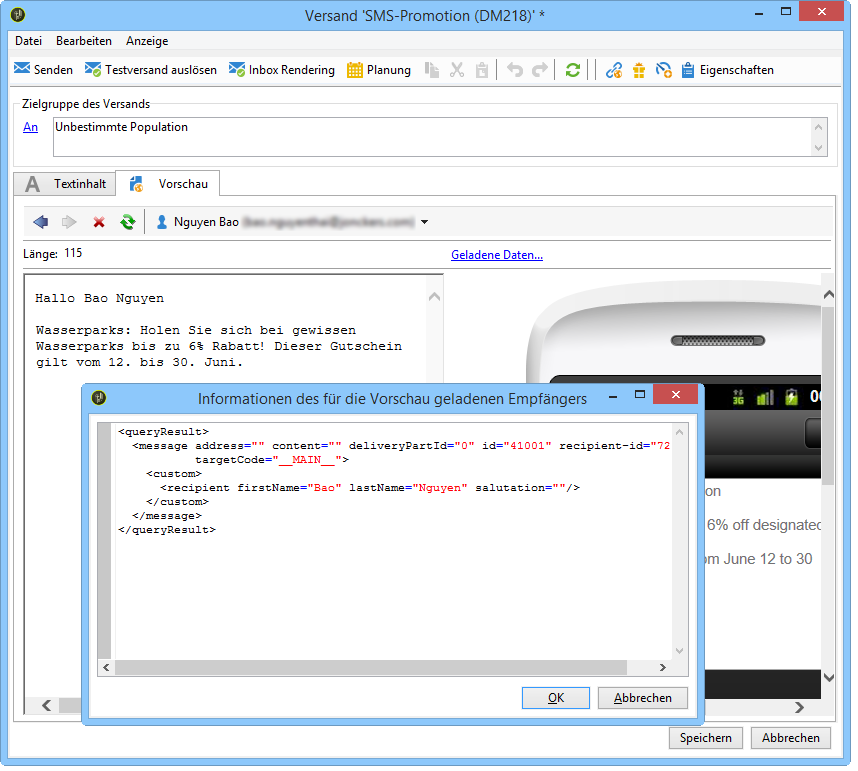 Versand 'SMS-Promotion (DM218)' *
Datei Bearbeiten Anzeige
Senden Testversand auslösen Inbox Rendering Planung Eigenschaften
Zielgruppe des Versands
An Unbestimmte Population
Textinhalt Vorschau
Nguyen Bao
Länge: 115 Geladene Daten...
Hallo Bao Nguyen
Wasserparks: Holen Sie sich bei gewissen
Wasserparks bis zu 6% Rabatt! Dieser Gutschein
gilt vom 12. bis 30. Juni.
3G
Informationen des für die Vorschau geladenen Empfängers
<queryResult>
<message address="" content="" deliveryPartId="0" id="41001" recipient-id="72
targetCode="__MAIN__">
<custom>
<recipient firstName="Bao" lastName="Nguyen" salutation=""/>
</custom>
</message>
</queryResult>
on
6% off designated
om June 12 to 30
OK Abbrechen
Speichern Abbrechen